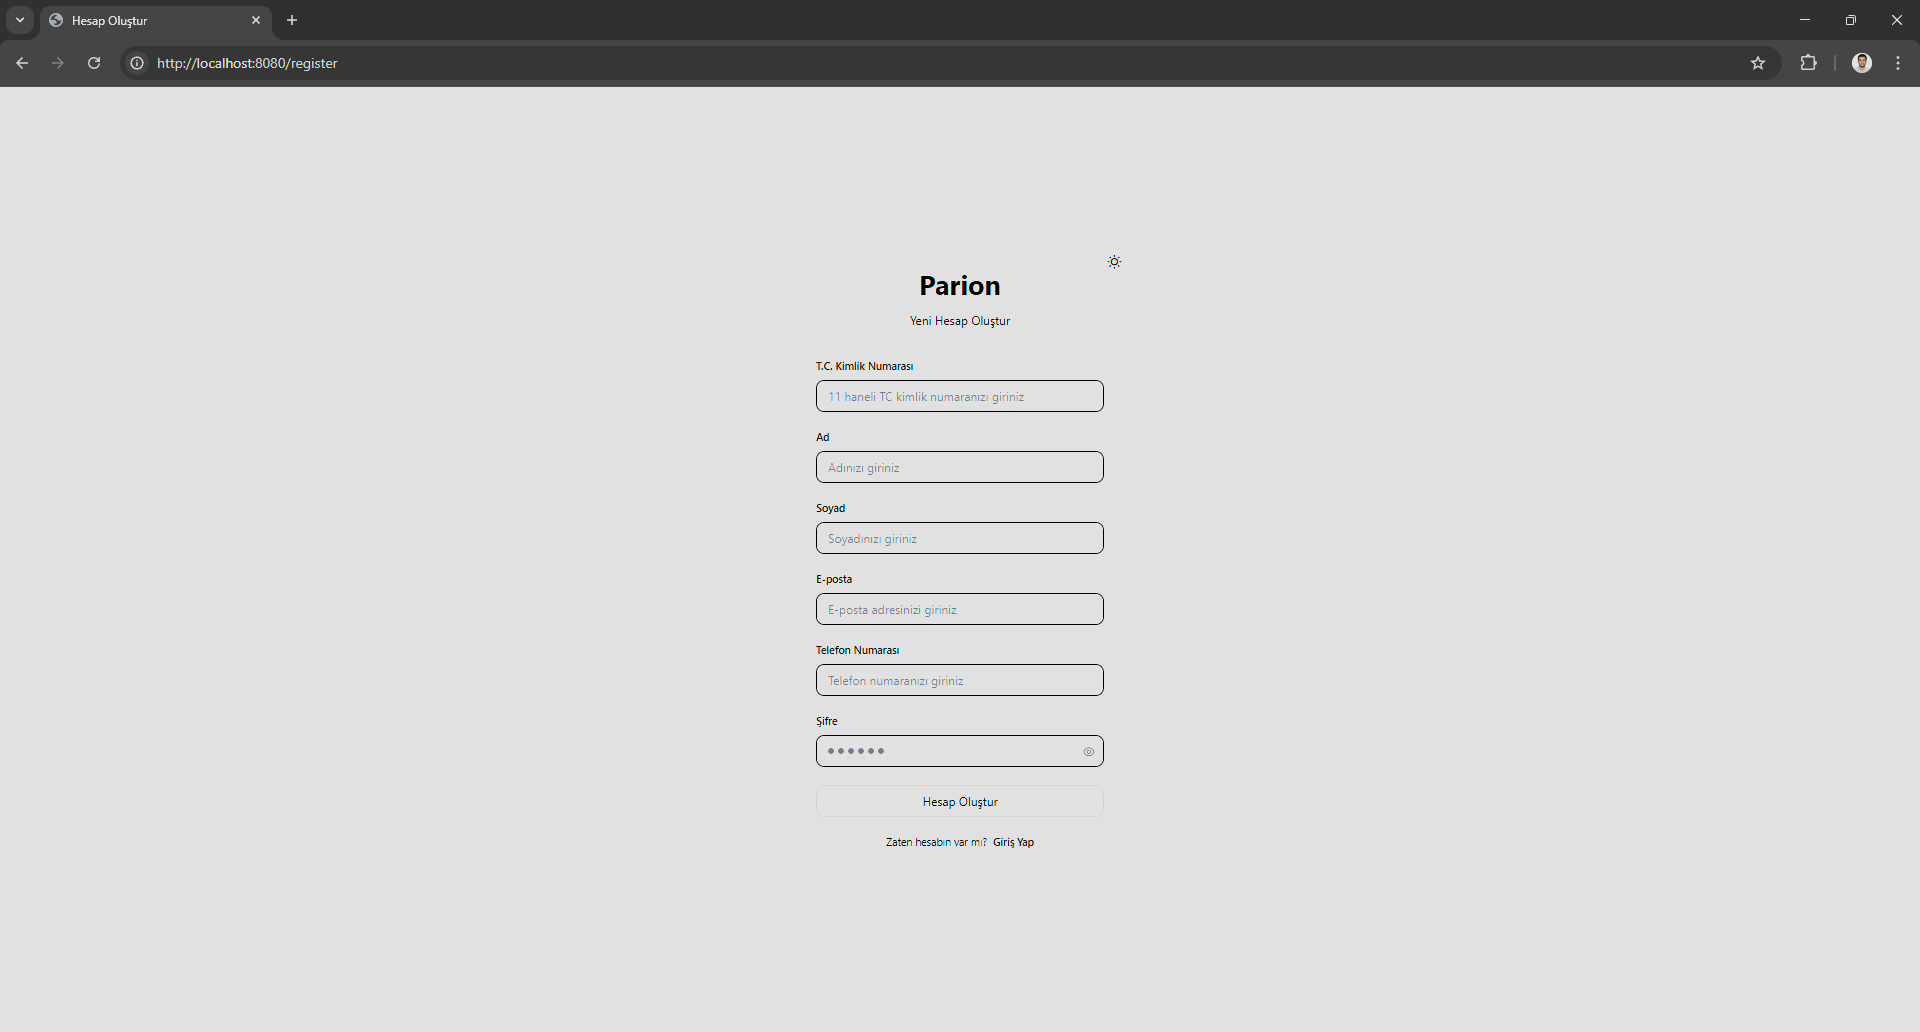 Hesap Oluştur
http://localhost:8080/register
Parion
Yeni Hesap Oluştur
T.C. Kimlik Numarası
11 haneli TC kimlik numaranızı giriniz
Ad
Adınızı giriniz
Soyad
Soyadınızı giriniz
E-posta
E-posta adresinizi giriniz
Telefon Numarası
Telefon numaranızı giriniz
Şifre
••••••
Hesap Oluştur
Zaten hesabın var mı? Giriş Yap